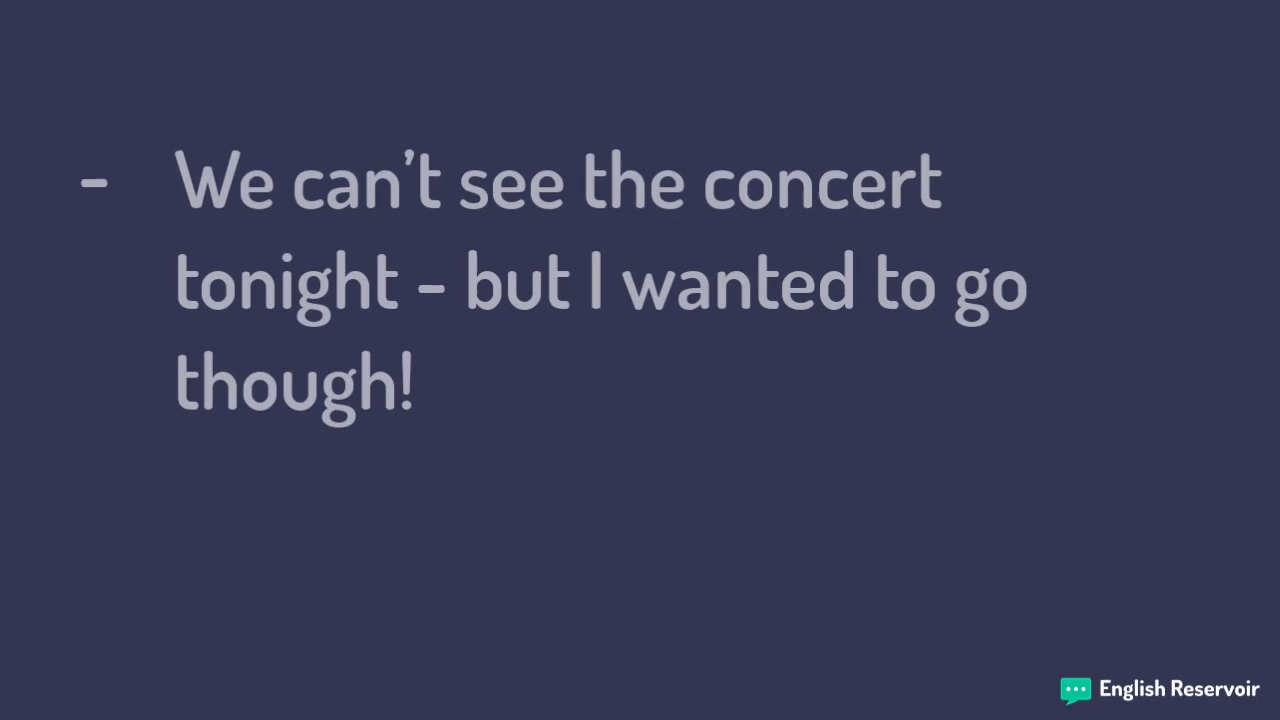 - We can’t see the concert
tonight - but I wanted to go
though!
English Reservoir